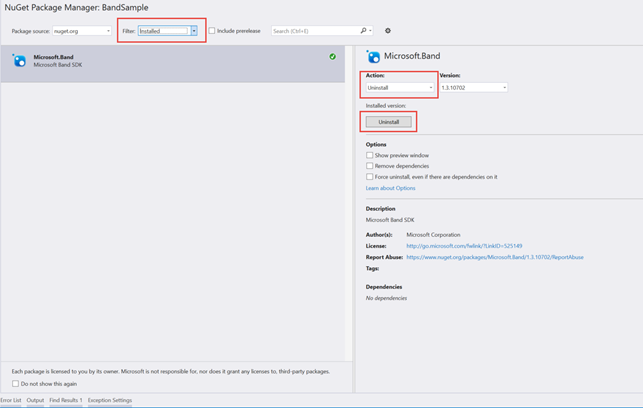 NuGet Package Manager: BandSample
Package source: nuget.org
Filter: Installed
Include prerelease
Search (Ctrl+E)
Microsoft.Band
Microsoft Band SDK
Microsoft.Band
Action:
Version:
Uninstall
1.3.10702
Installed version:
Uninstall
Options
Show preview window
Remove dependencies
Force uninstall, even if there are dependencies on it
Learn about Options
Description
Microsoft Band SDK
Author(s): Microsoft Corporation
License: http://go.microsoft.com/fwlink/?LinkID=525149
Report Abuse: https://www.nuget.org/packages/Microsoft.Band/1.3.10702/ReportAbuse
Tags:
Dependencies
No dependencies
Each package is licensed to you by its owner. Microsoft is not responsible for, nor does it grant any licenses to, third-party packages.
Do not show this again
Error List Output Find Results 1 Exception Settings